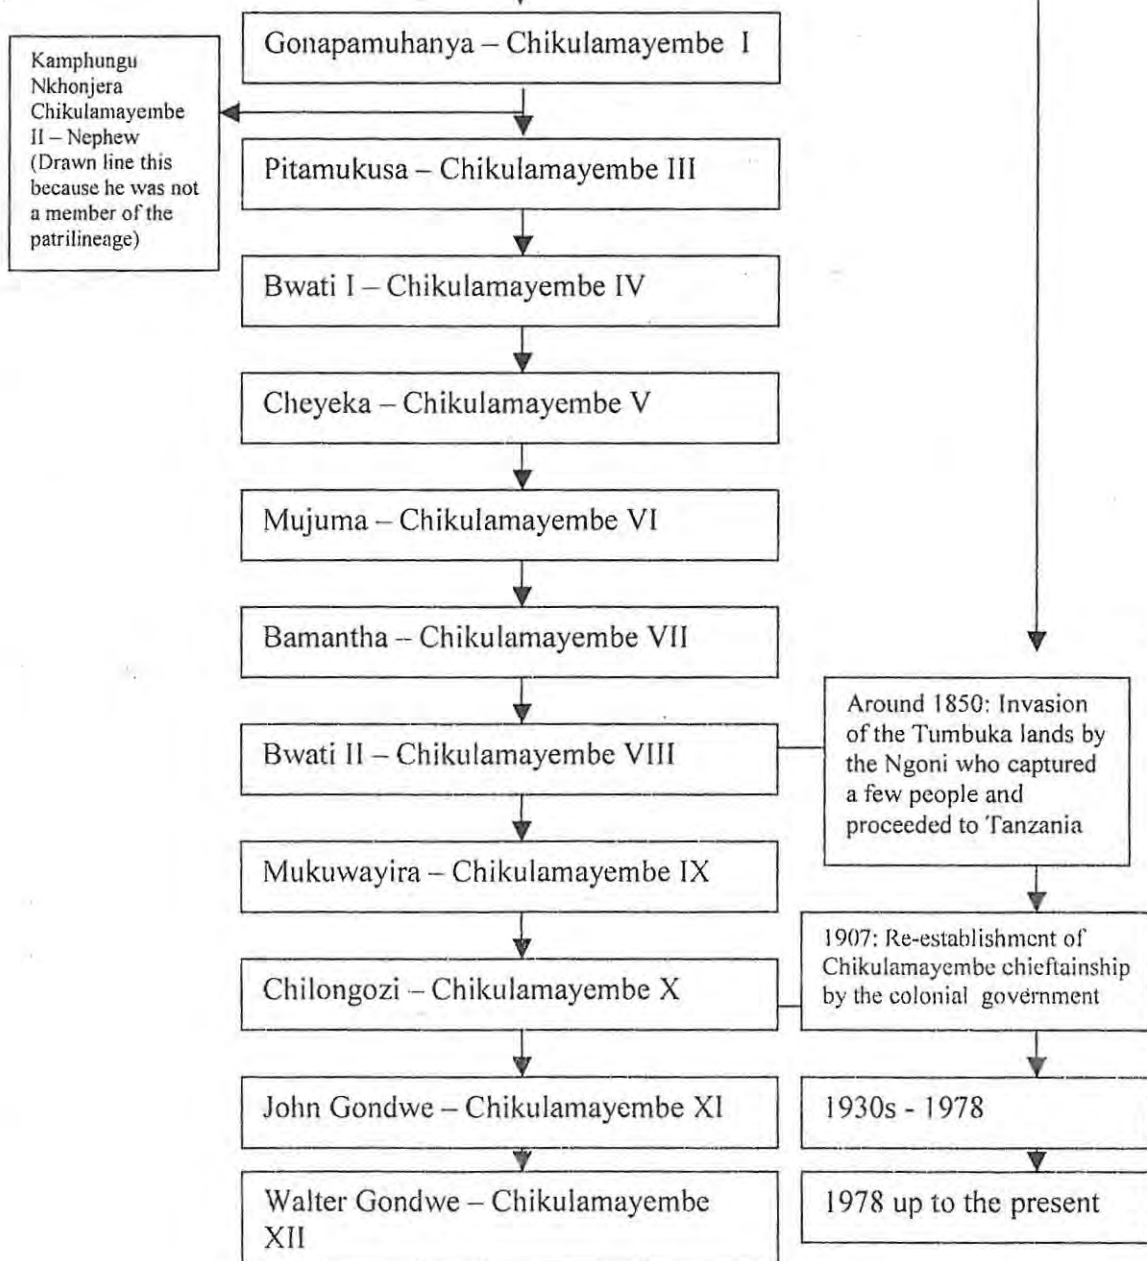 Gonapamuhanya – Chikulamayembe I
Kamphungu
Nkhonjera
Chikulamayembe
II – Nephew
(Drawn line this
because he was not
a member of the
patrilineage)
Pitamukusa – Chikulamayembe III
Bwati I – Chikulamayembe IV
Cheyeka – Chikulamayembe V
Mujuma – Chikulamayembe VI
Bamantha – Chikulamayembe VII
Bwati II – Chikulamayembe VIII
Around 1850: Invasion
of the Tumbuka lands by
the Ngoni who captured
a few people and
proceeded to Tanzania
Mukuwayira – Chikulamayembe IX
Chilongozi – Chikulamayembe X
1907: Re-establishment of
Chikulamayembe chieftainship
by the colonial government
John Gondwe – Chikulamayembe XI
1930s - 1978
Walter Gondwe – Chikulamayembe
XII
1978 up to the present